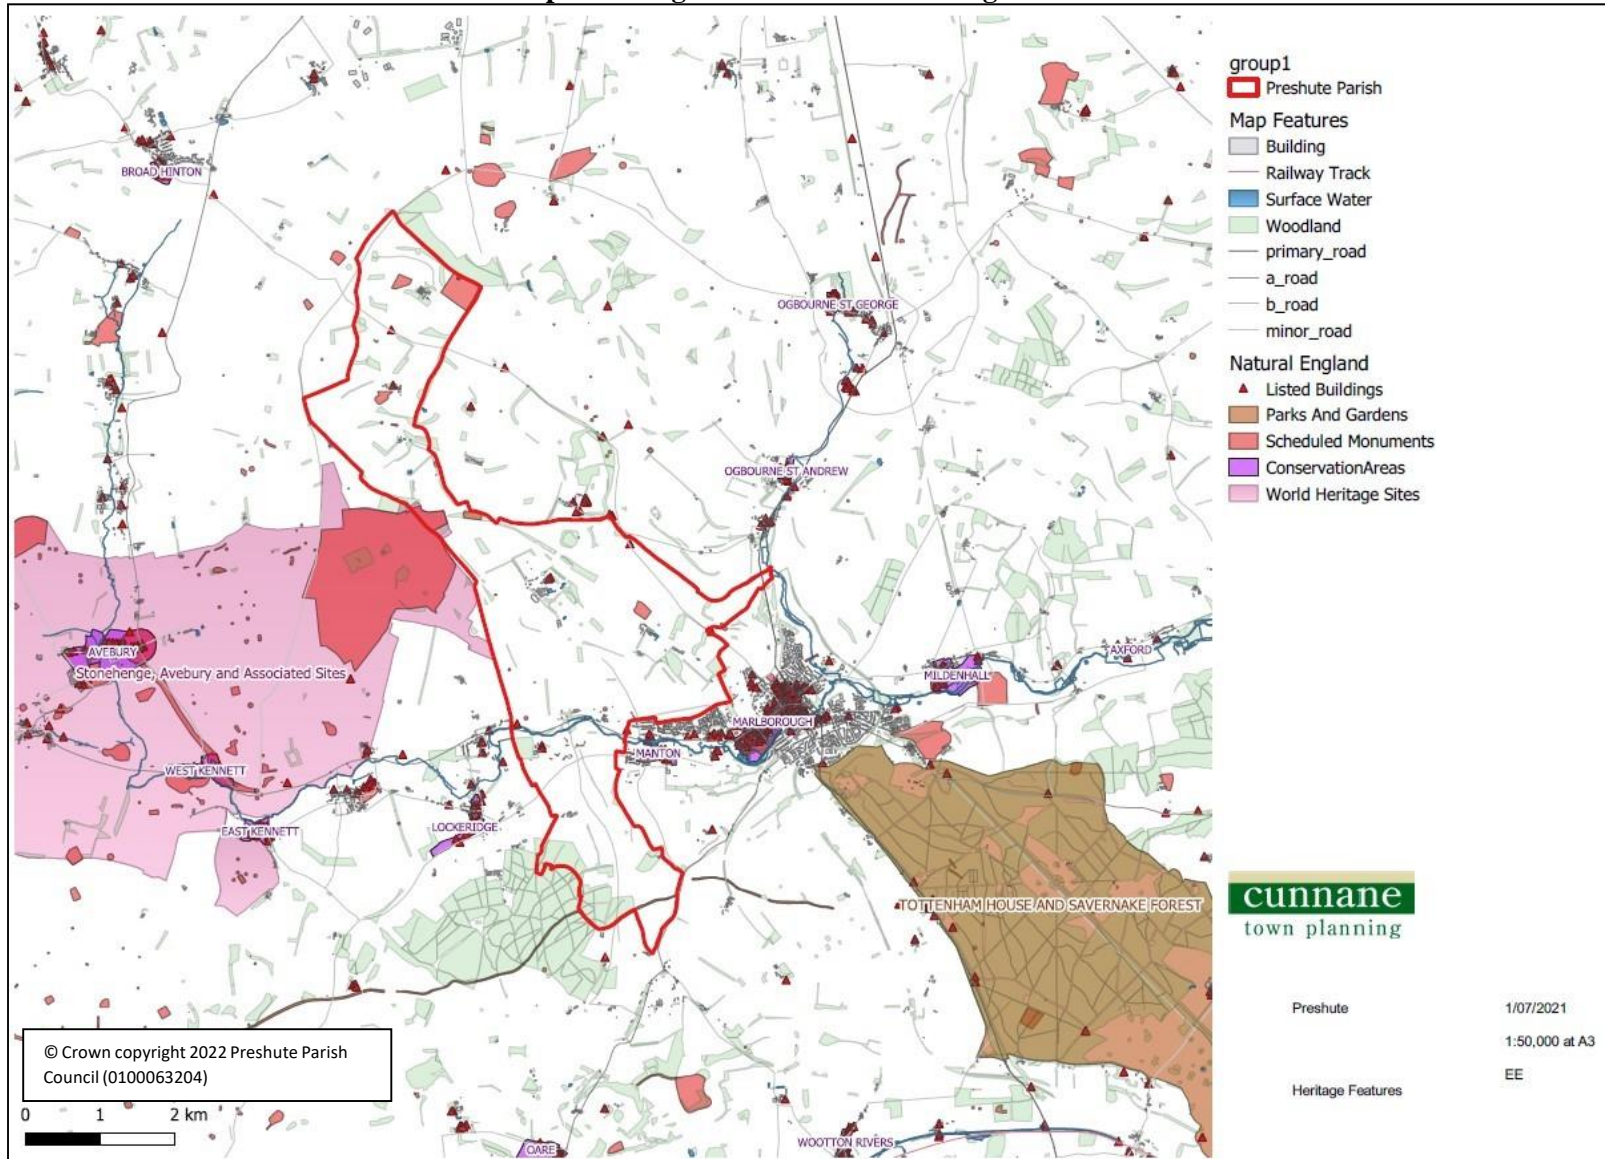 group1
Preshute Parish
Map Features
Building
Railway Track
Surface Water
Woodland
primary_road
a_road
b_road
minor_road
Natural England
Listed Buildings
Parks And Gardens
Scheduled Monuments
ConservationAreas
World Heritage Sites
BROAD HINTON
OGBOURNE ST GEORGE
OGBOURNE ST ANDREW
AVEBURY
Stonehenge, Avebury and Associated Sites
AXFORD
MILDENHALL
MARLBOROUGH
MANTON
WEST KENNETT
EAST KENNETT
LOCKERIDGE
TOTTENHAM HOUSE AND SAVERNAKE FOREST
WOOTTON RIVERS
OARE
cunnane
town planning
Preshute 1/07/2021
1:50,000 at A3
EE
Heritage Features
© Crown copyright 2022 Preshute Parish
Council (0100063204)
0 1 2 km